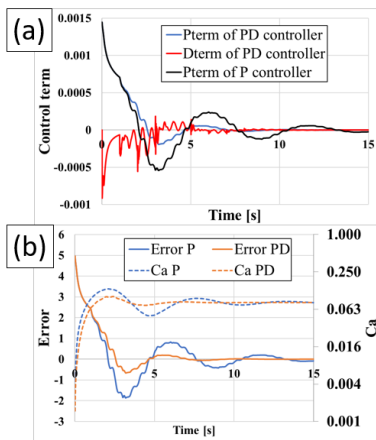 (a)
0.0015
0.001
0.0005
0
-0.0005
-0.001
Control term
Pterm of PD controller
Dterm of PD controller
Pterm of P controller
0 5 10 15
Time [s]
(b)
6
5
4
3
2
1
0
-1
-2
-3
Error
Error P Error PD
Ca P Ca PD
1.000
0.250
0.063
0.016
0.004
0.001
Ca
0 5 10 15
Time [s]